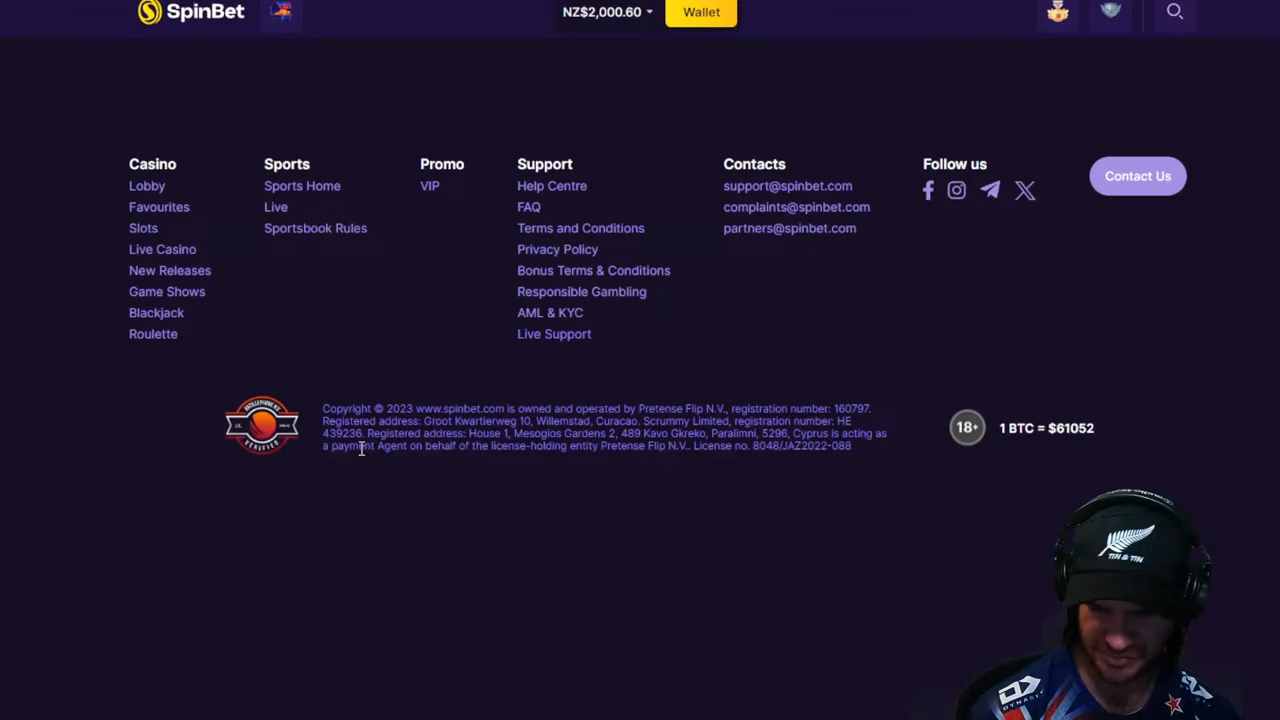 SpinBet
NZ$2,000.60
Wallet
Casino
Lobby
Favourites
Slots
Live Casino
New Releases
Game Shows
Blackjack
Roulette
Sports
Sports Home
Live
Sportsbook Rules
Promo
VIP
Support
Help Centre
FAQ
Terms and Conditions
Privacy Policy
Bonus Terms & Conditions
Responsible Gambling
AML & KYC
Live Support
Contacts
support@spinbet.com
complaints@spinbet.com
partners@spinbet.com
Follow us
Contact Us
Copyright © 2023 www.spinbet.com is owned and operated by Pretense Flip N.V., registration number: 160797.
Registered address: Groot Kwartierweg 10, Willemstad, Curacao. Scrummy Limited, registration number: HE
439236. Registered address: House 1, Mesogios Gardens 2, 489 Kavo Gkreko, Paralimni, 5296, Cyprus is acting as
a payment Agent on behalf of the license-holding entity Pretense Flip N.V.. License no. 8048/JAZ2022-088
18+
1 BTC = $61052
TIN & TIN
DYNASTY